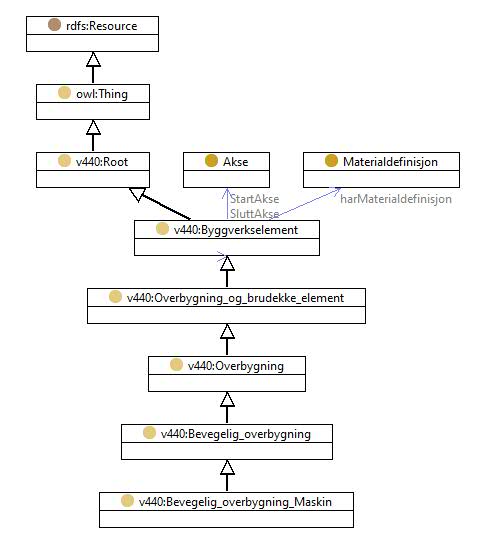 rdfs:Resource
owl:Thing
v440:Root
Akse
Materialdefinisjon
StartAkse
harMaterialdefinisjon
SluttAkse
v440:Byggverkselement
v440:Overbygning_og_brudekke_element
v440:Overbygning
v440:Bevegelig_overbygning
v440:Bevegelig_overbygning_Maskin